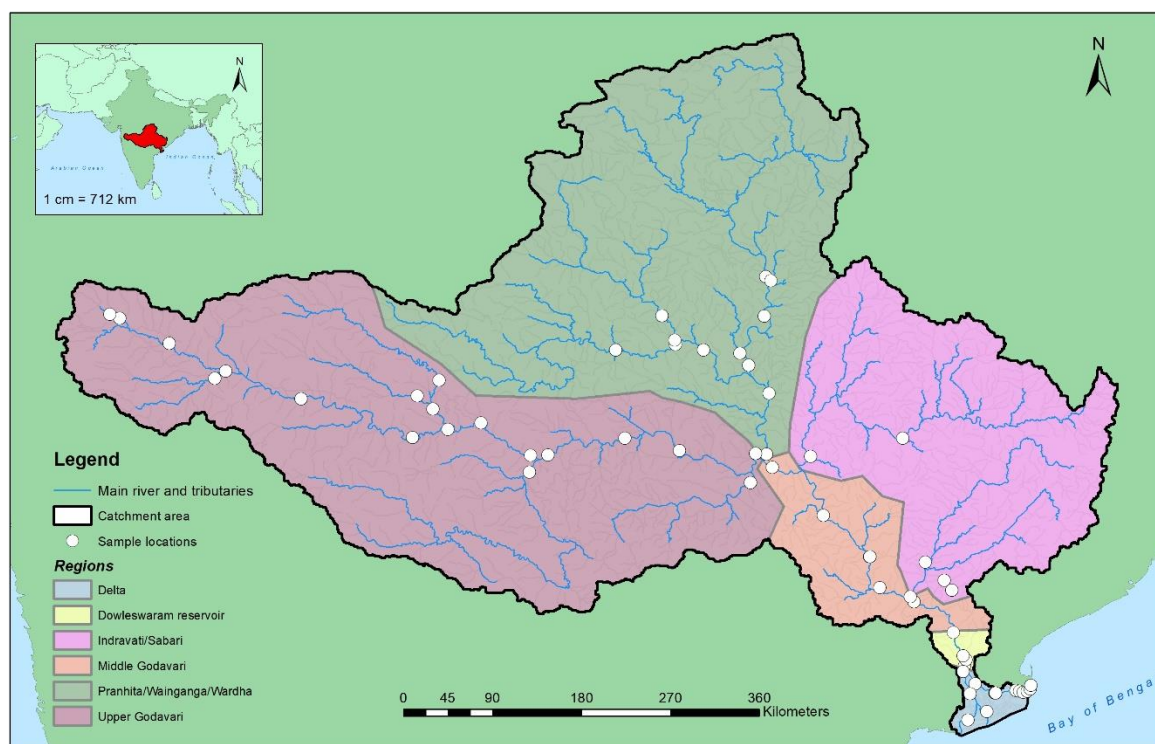 N
N
Arabian Ocean
Indian Ocean
1 cm = 712 km
Legend
Main river and tributaries
Catchment area
Sample locations
Regions
Delta
Dowleswaram reservoir
Indravati/Sabari
Middle Godavari
Pranhita/Wainganga/Wardha
Upper Godavari
0 45 90 180 270 360
Kilometers
Bay of Benga